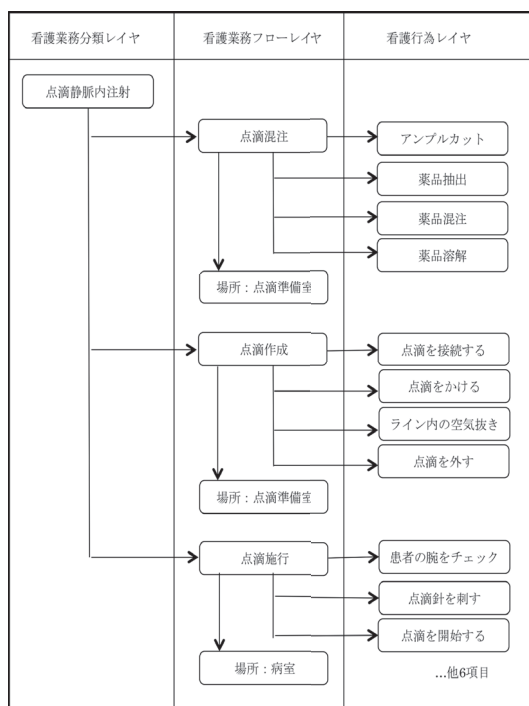 看護業務分類レイヤ
看護業務フローレイヤ
看護行為レイヤ
点滴静脈内注射
点滴混注
アンプルカット
薬品抽出
薬品混注
薬品溶解
場所：点滴準備室
点滴作成
点滴を接続する
点滴をかける
ライン内の空気抜き
点滴を外す
場所：点滴準備室
点滴施行
患者の腕をチェック
点滴針を刺す
点滴を開始する
場所：病室
…他6項目